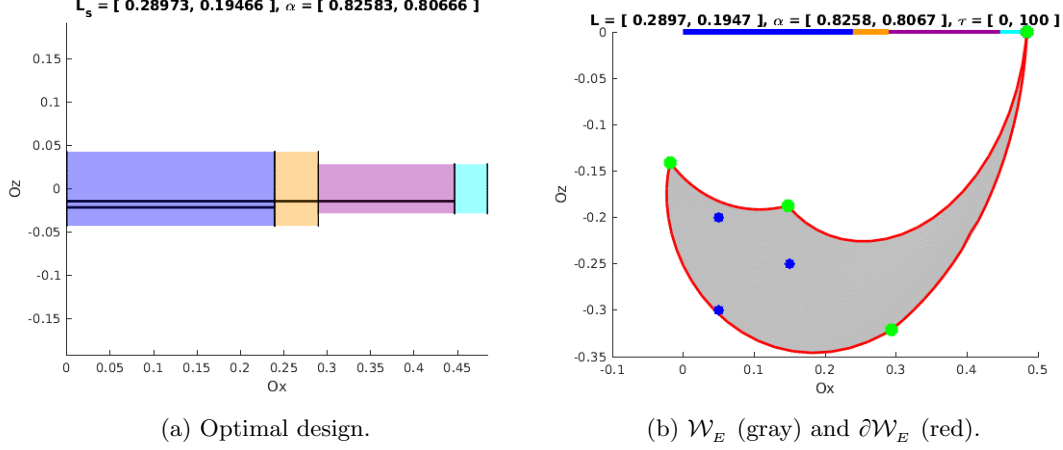 L_s = [ 0.28973, 0.19466 ], α = [ 0.82583, 0.80666 ]
0.15
0.1
0.05
0
-0.05
-0.1
-0.15
Oz
0 0.05 0.1 0.15 0.2 0.25 0.3 0.35 0.4 0.45
Ox
(a) Optimal design.
L = [ 0.2897, 0.1947 ], α = [ 0.8258, 0.8067 ], τ = [ 0, 100 ]
0
-0.05
-0.1
-0.15
-0.2
-0.25
-0.3
-0.35
Oz
-0.1 0 0.1 0.2 0.3 0.4 0.5
Ox
(b) 𝒲_E (gray) and ∂𝒲_E (red).